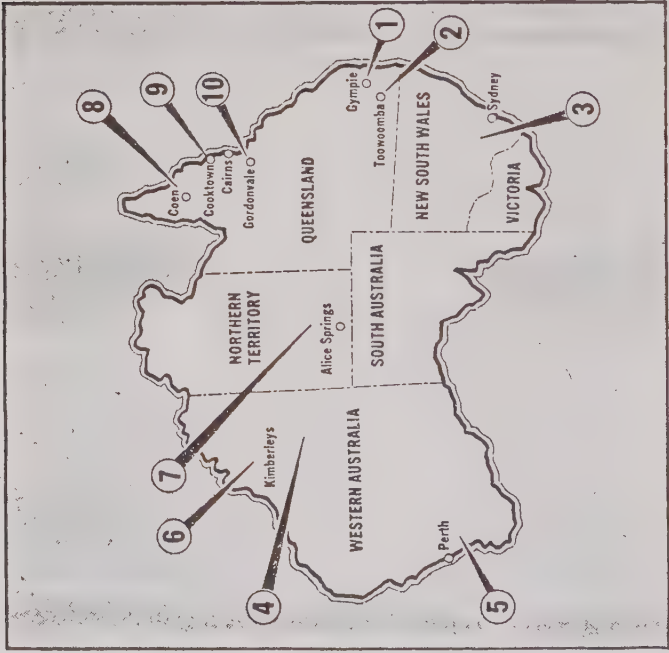 8
9
10
1
2
Coen
Cooktown
Cairns
Gordonvale
Gympie
Toowoomba
7
6
NORTHERN
TERRITORY
QUEENSLAND
Kimberleys
Alice Springs
NEW SOUTH WALES
Sydney
4
WESTERN AUSTRALIA
SOUTH AUSTRALIA
VICTORIA
3
Perth
5